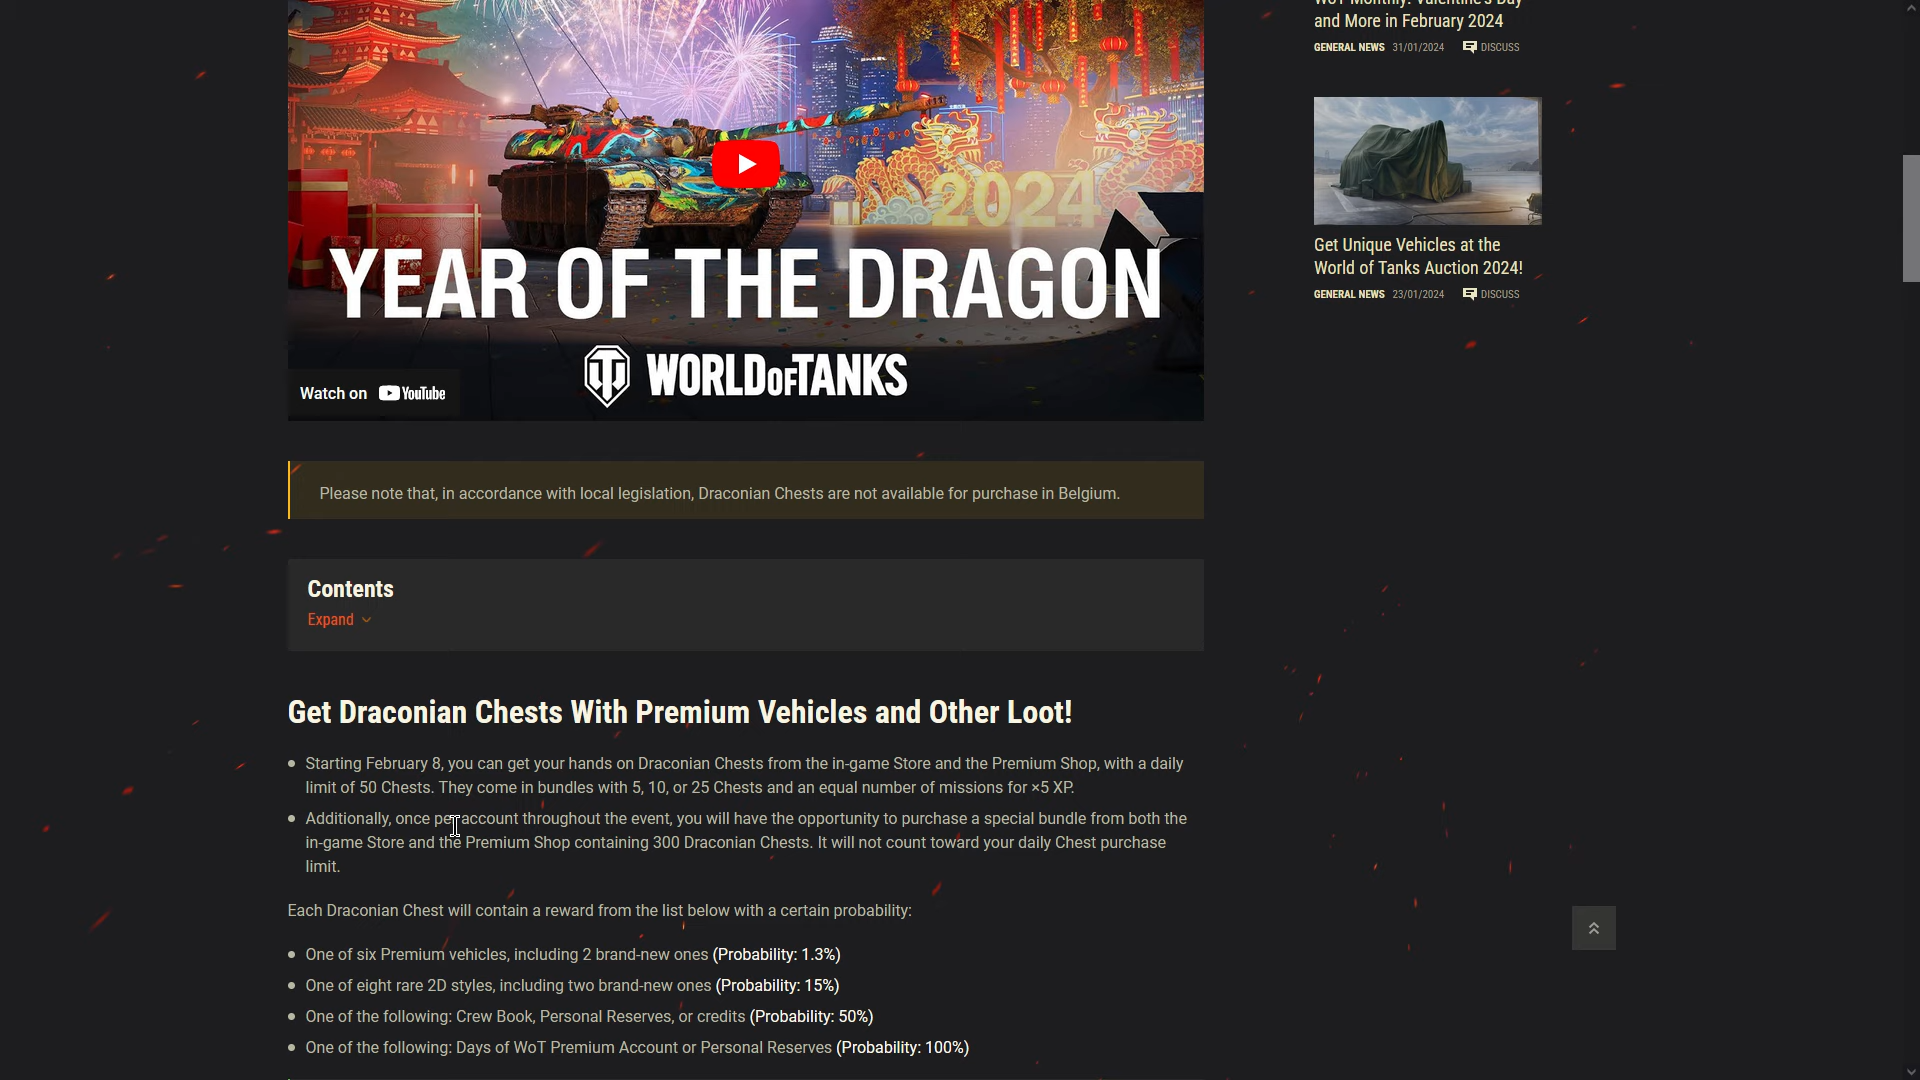 WoT Monthly: Valentine's Day
and More in February 2024
GENERAL NEWS 31/01/2024 DISCUSS
2024
YEAR OF THE DRAGON
WORLD OF TANKS
Watch on YouTube
Get Unique Vehicles at the
World of Tanks Auction 2024!
GENERAL NEWS 23/01/2024 DISCUSS
Please note that, in accordance with local legislation, Draconian Chests are not available for purchase in Belgium.
Contents
Expand
Get Draconian Chests With Premium Vehicles and Other Loot!
Starting February 8, you can get your hands on Draconian Chests from the in-game Store and the Premium Shop, with a daily
limit of 50 Chests. They come in bundles with 5, 10, or 25 Chests and an equal number of missions for ×5 XP.
Additionally, once per account throughout the event, you will have the opportunity to purchase a special bundle from both the
in-game Store and the Premium Shop containing 300 Draconian Chests. It will not count toward your daily Chest purchase
limit.
Each Draconian Chest will contain a reward from the list below with a certain probability:
One of six Premium vehicles, including 2 brand-new ones (Probability: 1.3%)
One of eight rare 2D styles, including two brand-new ones (Probability: 15%)
One of the following: Crew Book, Personal Reserves, or credits (Probability: 50%)
One of the following: Days of WoT Premium Account or Personal Reserves (Probability: 100%)